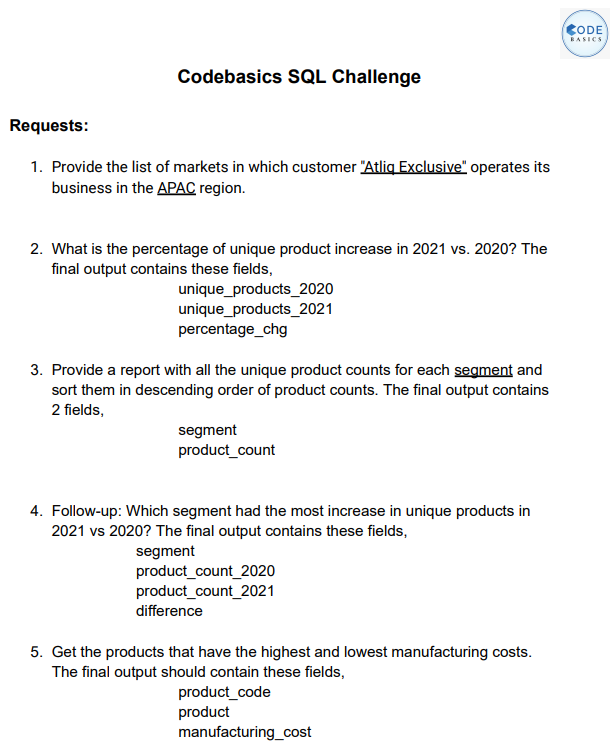 CODE
BASICS
Codebasics SQL Challenge
Requests:
1. Provide the list of markets in which customer "Atliq Exclusive" operates its
business in the APAC region.
2. What is the percentage of unique product increase in 2021 vs. 2020? The
final output contains these fields,
unique_products_2020
unique_products_2021
percentage_chg
3. Provide a report with all the unique product counts for each segment and
sort them in descending order of product counts. The final output contains
2 fields,
segment
product_count
4. Follow-up: Which segment had the most increase in unique products in
2021 vs 2020? The final output contains these fields,
segment
product_count_2020
product_count_2021
difference
5. Get the products that have the highest and lowest manufacturing costs.
The final output should contain these fields,
product_code
product
manufacturing_cost